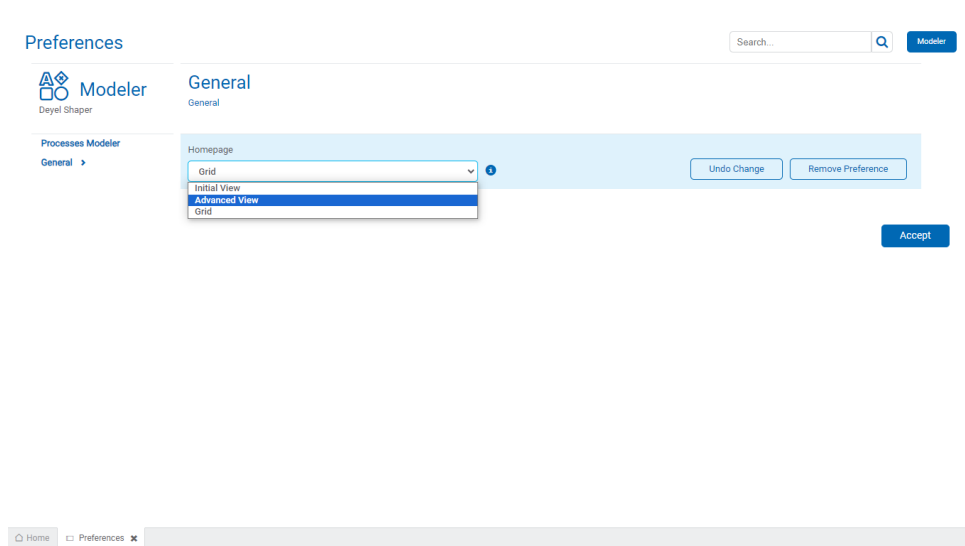 Preferences
Search...
Modeler
Modeler
Deyel Shaper
General
General
Processes Modeler
General
Homepage
Grid
Undo Change
Remove Preference
Initial View
Advanced View
Grid
Accept
Home
Preferences